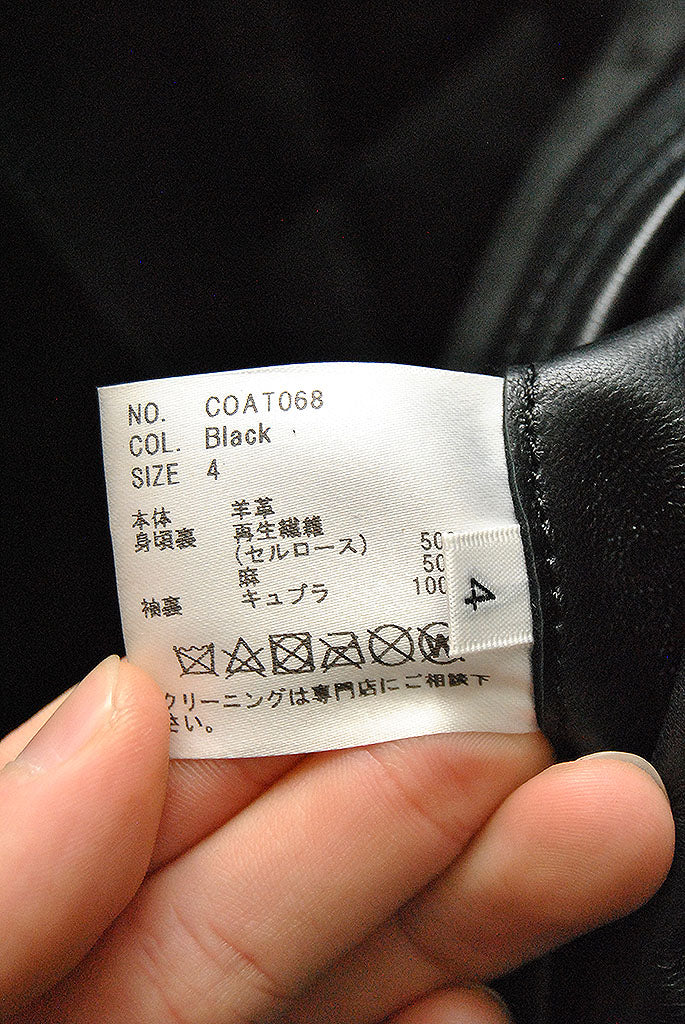 NO. COAT068
COL. Black
SIZE 4
本体 羊革
身頃裏 再生繊維
(セルロース) 50
麻 50
袖裏 キュプラ 100
4
W
クリーニングは専門店にご相談下
さい。